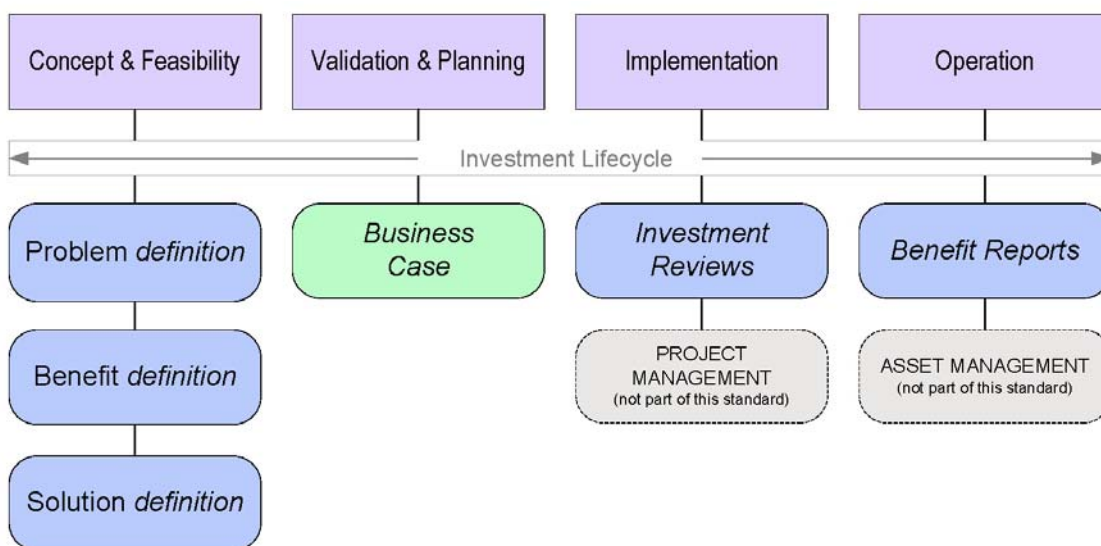 Concept & Feasibility
Validation & Planning
Implementation
Operation
Investment Lifecycle
Problem definition
Business
Case
Investment
Reviews
Benefit Reports
Benefit definition
PROJECT
MANAGEMENT
(not part of this standard)
ASSET MANAGEMENT
(not part of this standard)
Solution definition